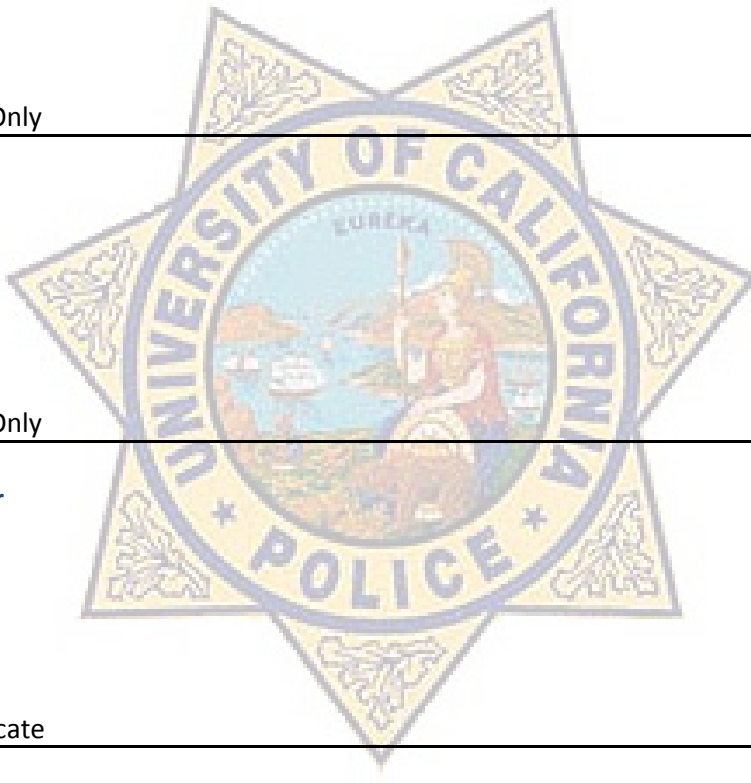 Only
UNIVERSITY OF CALIFORNIA
EUREKA
Only
r
POLICE
cate